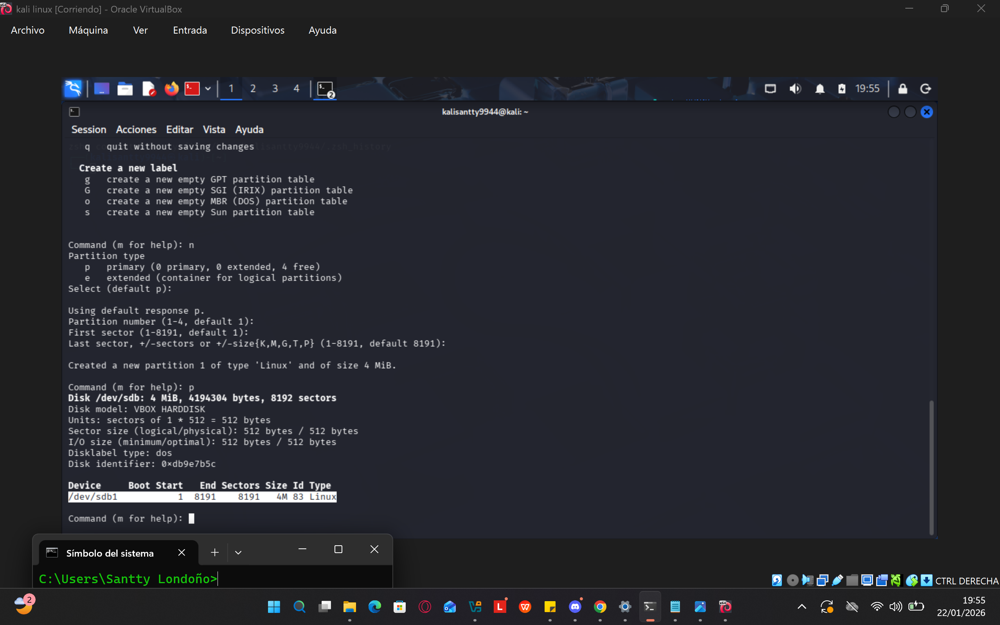 kali linux [Corriendo] - Oracle VirtualBox
Archivo Máquina Ver Entrada Dispositivos Ayuda
1 2 3 4 2 19:55
kalisantty9944@kali: ~
Session Acciones Editar Vista Ayuda
q quit without saving changes
Create a new label
g create a new empty GPT partition table
G create a new empty SGI (IRIX) partition table
o create a new empty MBR (DOS) partition table
s create a new empty Sun partition table
Command (m for help): n
Partition type
p primary (0 primary, 0 extended, 4 free)
e extended (container for logical partitions)
Select (default p):
Using default response p.
Partition number (1-4, default 1):
First sector (1-8191, default 1):
Last sector, +/-sectors or +/-size{K,M,G,T,P} (1-8191, default 8191):
Created a new partition 1 of type 'Linux' and of size 4 MiB.
Command (m for help): p
Disk /dev/sdb: 4 MiB, 4194304 bytes, 8192 sectors
Disk model: VBOX HARDDISK
Units: sectors of 1 * 512 = 512 bytes
Sector size (logical/physical): 512 bytes / 512 bytes
I/O size (minimum/optimal): 512 bytes / 512 bytes
Disklabel type: dos
Disk identifier: 0xdb9e7b5c
Device Boot Start End Sectors Size Id Type
/dev/sdb1 1 8191 8191 4M 83 Linux
Command (m for help):
Símbolo del sistema
C:\Users\Santty Londoño>
CTRL DERECHA
2
19:55
22/01/2026